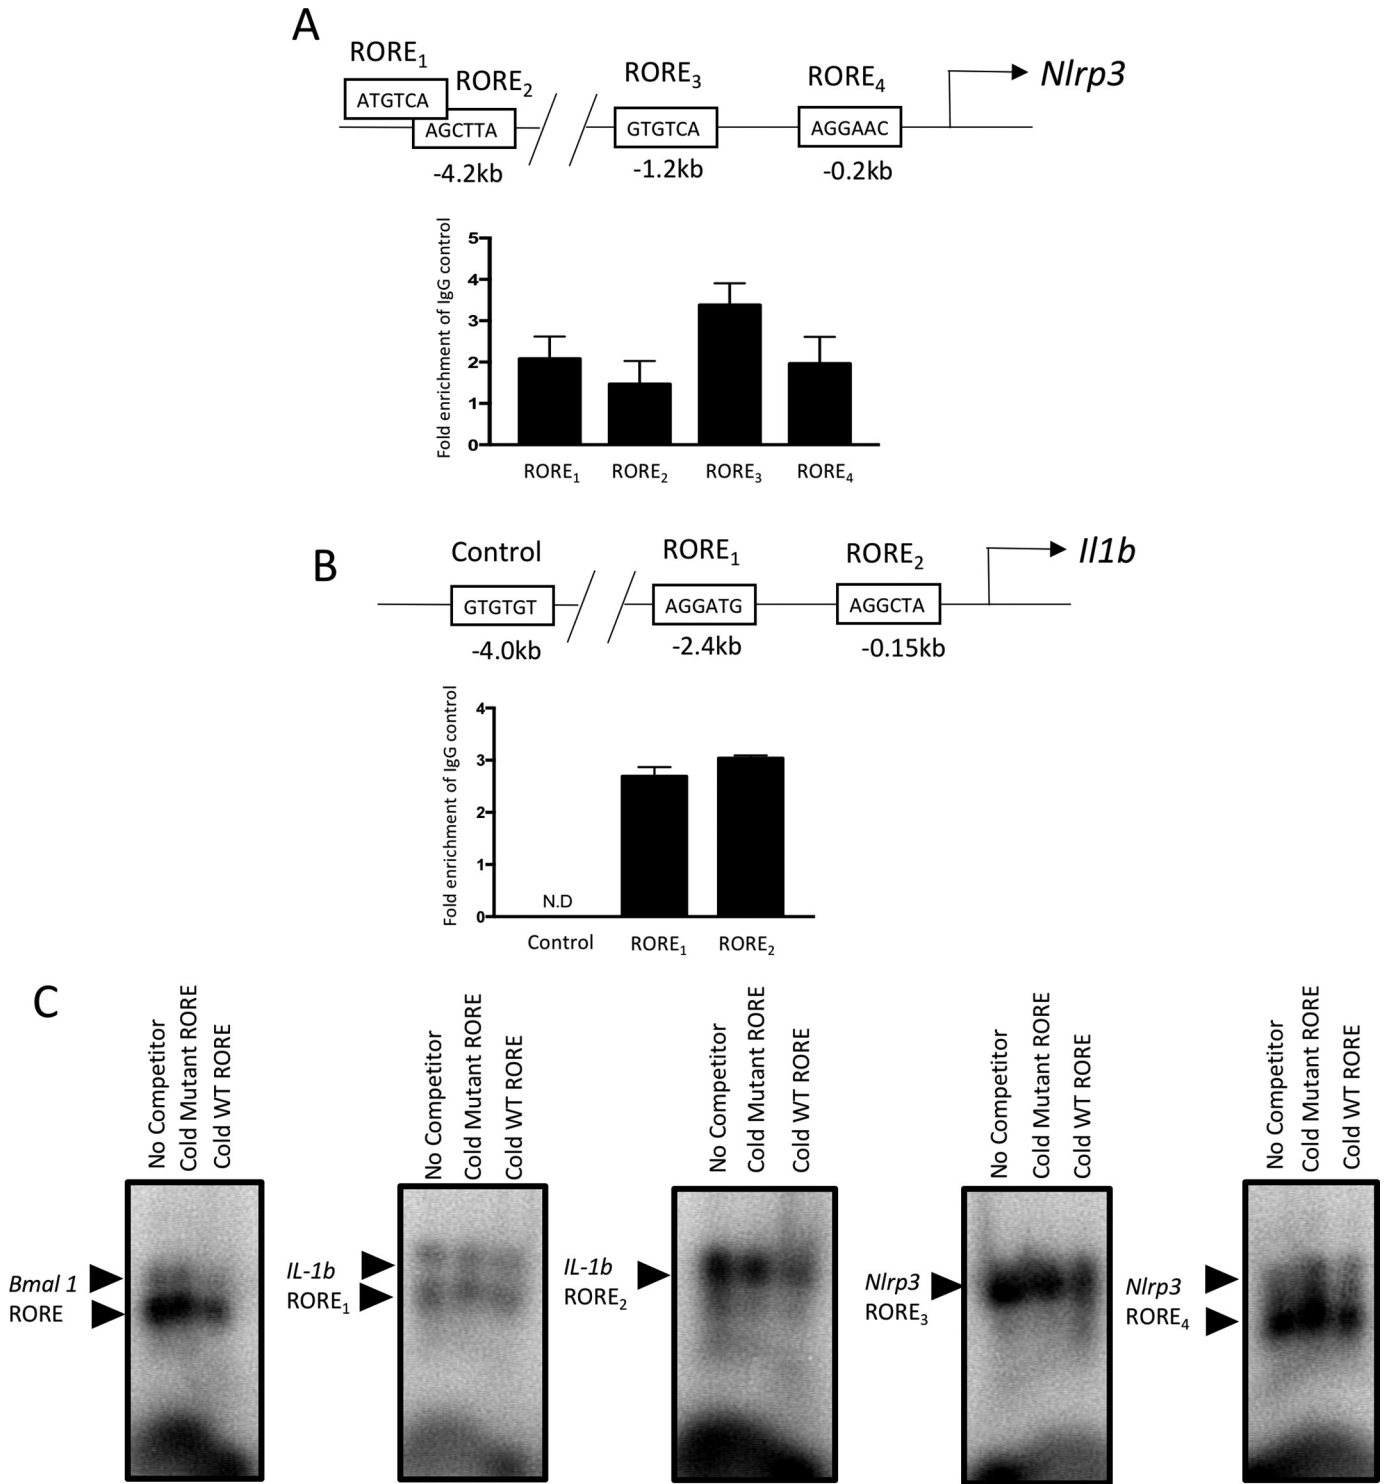 A
RORE₁
ATGTCA
RORE₂
AGCTTA
-4.2kb
RORE₃
GTGTCA
-1.2kb
RORE₄
AGGAAC
-0.2kb
Nlrp3
Fold enrichment of IgG control
5
4
3
2
1
0
RORE₁ RORE₂ RORE₃ RORE₄
B
Control
GTGTGT
-4.0kb
RORE₁
AGGATG
-2.4kb
RORE₂
AGGCTA
-0.15kb
Il1b
Fold enrichment of IgG control
4
3
2
1
0
N.D
Control RORE₁ RORE₂
C
No Competitor
Cold Mutant RORE
Cold WT RORE
Bmal 1
RORE
No Competitor
Cold Mutant RORE
Cold WT RORE
IL-1b
RORE₁
No Competitor
Cold Mutant RORE
Cold WT RORE
IL-1b
RORE₂
No Competitor
Cold Mutant RORE
Cold WT RORE
Nlrp3
RORE₃
No Competitor
Cold Mutant RORE
Cold WT RORE
Nlrp3
RORE₄